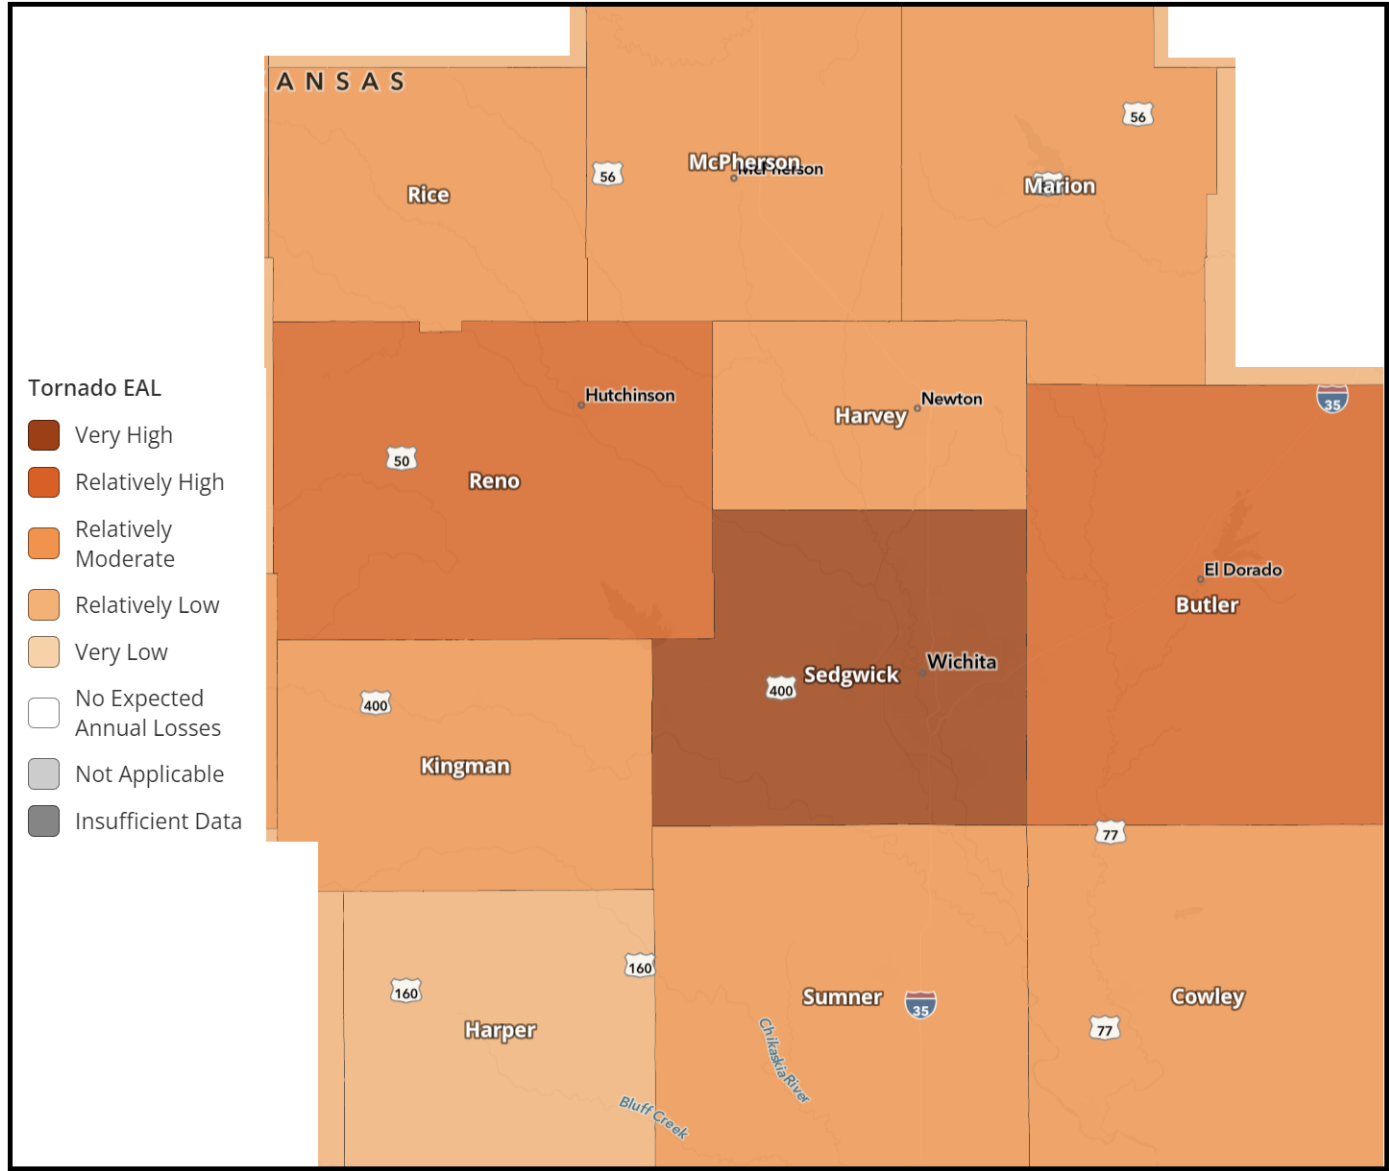 ANSAS
56
McPherson
McPherson
56
Marion
Rice
Tornado EAL
Very High
Relatively High
Relatively
Moderate
Relatively Low
Very Low
No Expected
Annual Losses
Not Applicable
Insufficient Data
Hutchinson
50
Reno
Newton
Harvey
35
El Dorado
Butler
Wichita
Sedgwick
400
400
Kingman
77
160
160
Harper
Sumner
35
Cowley
77
Chikaskia River
Bluff Creek